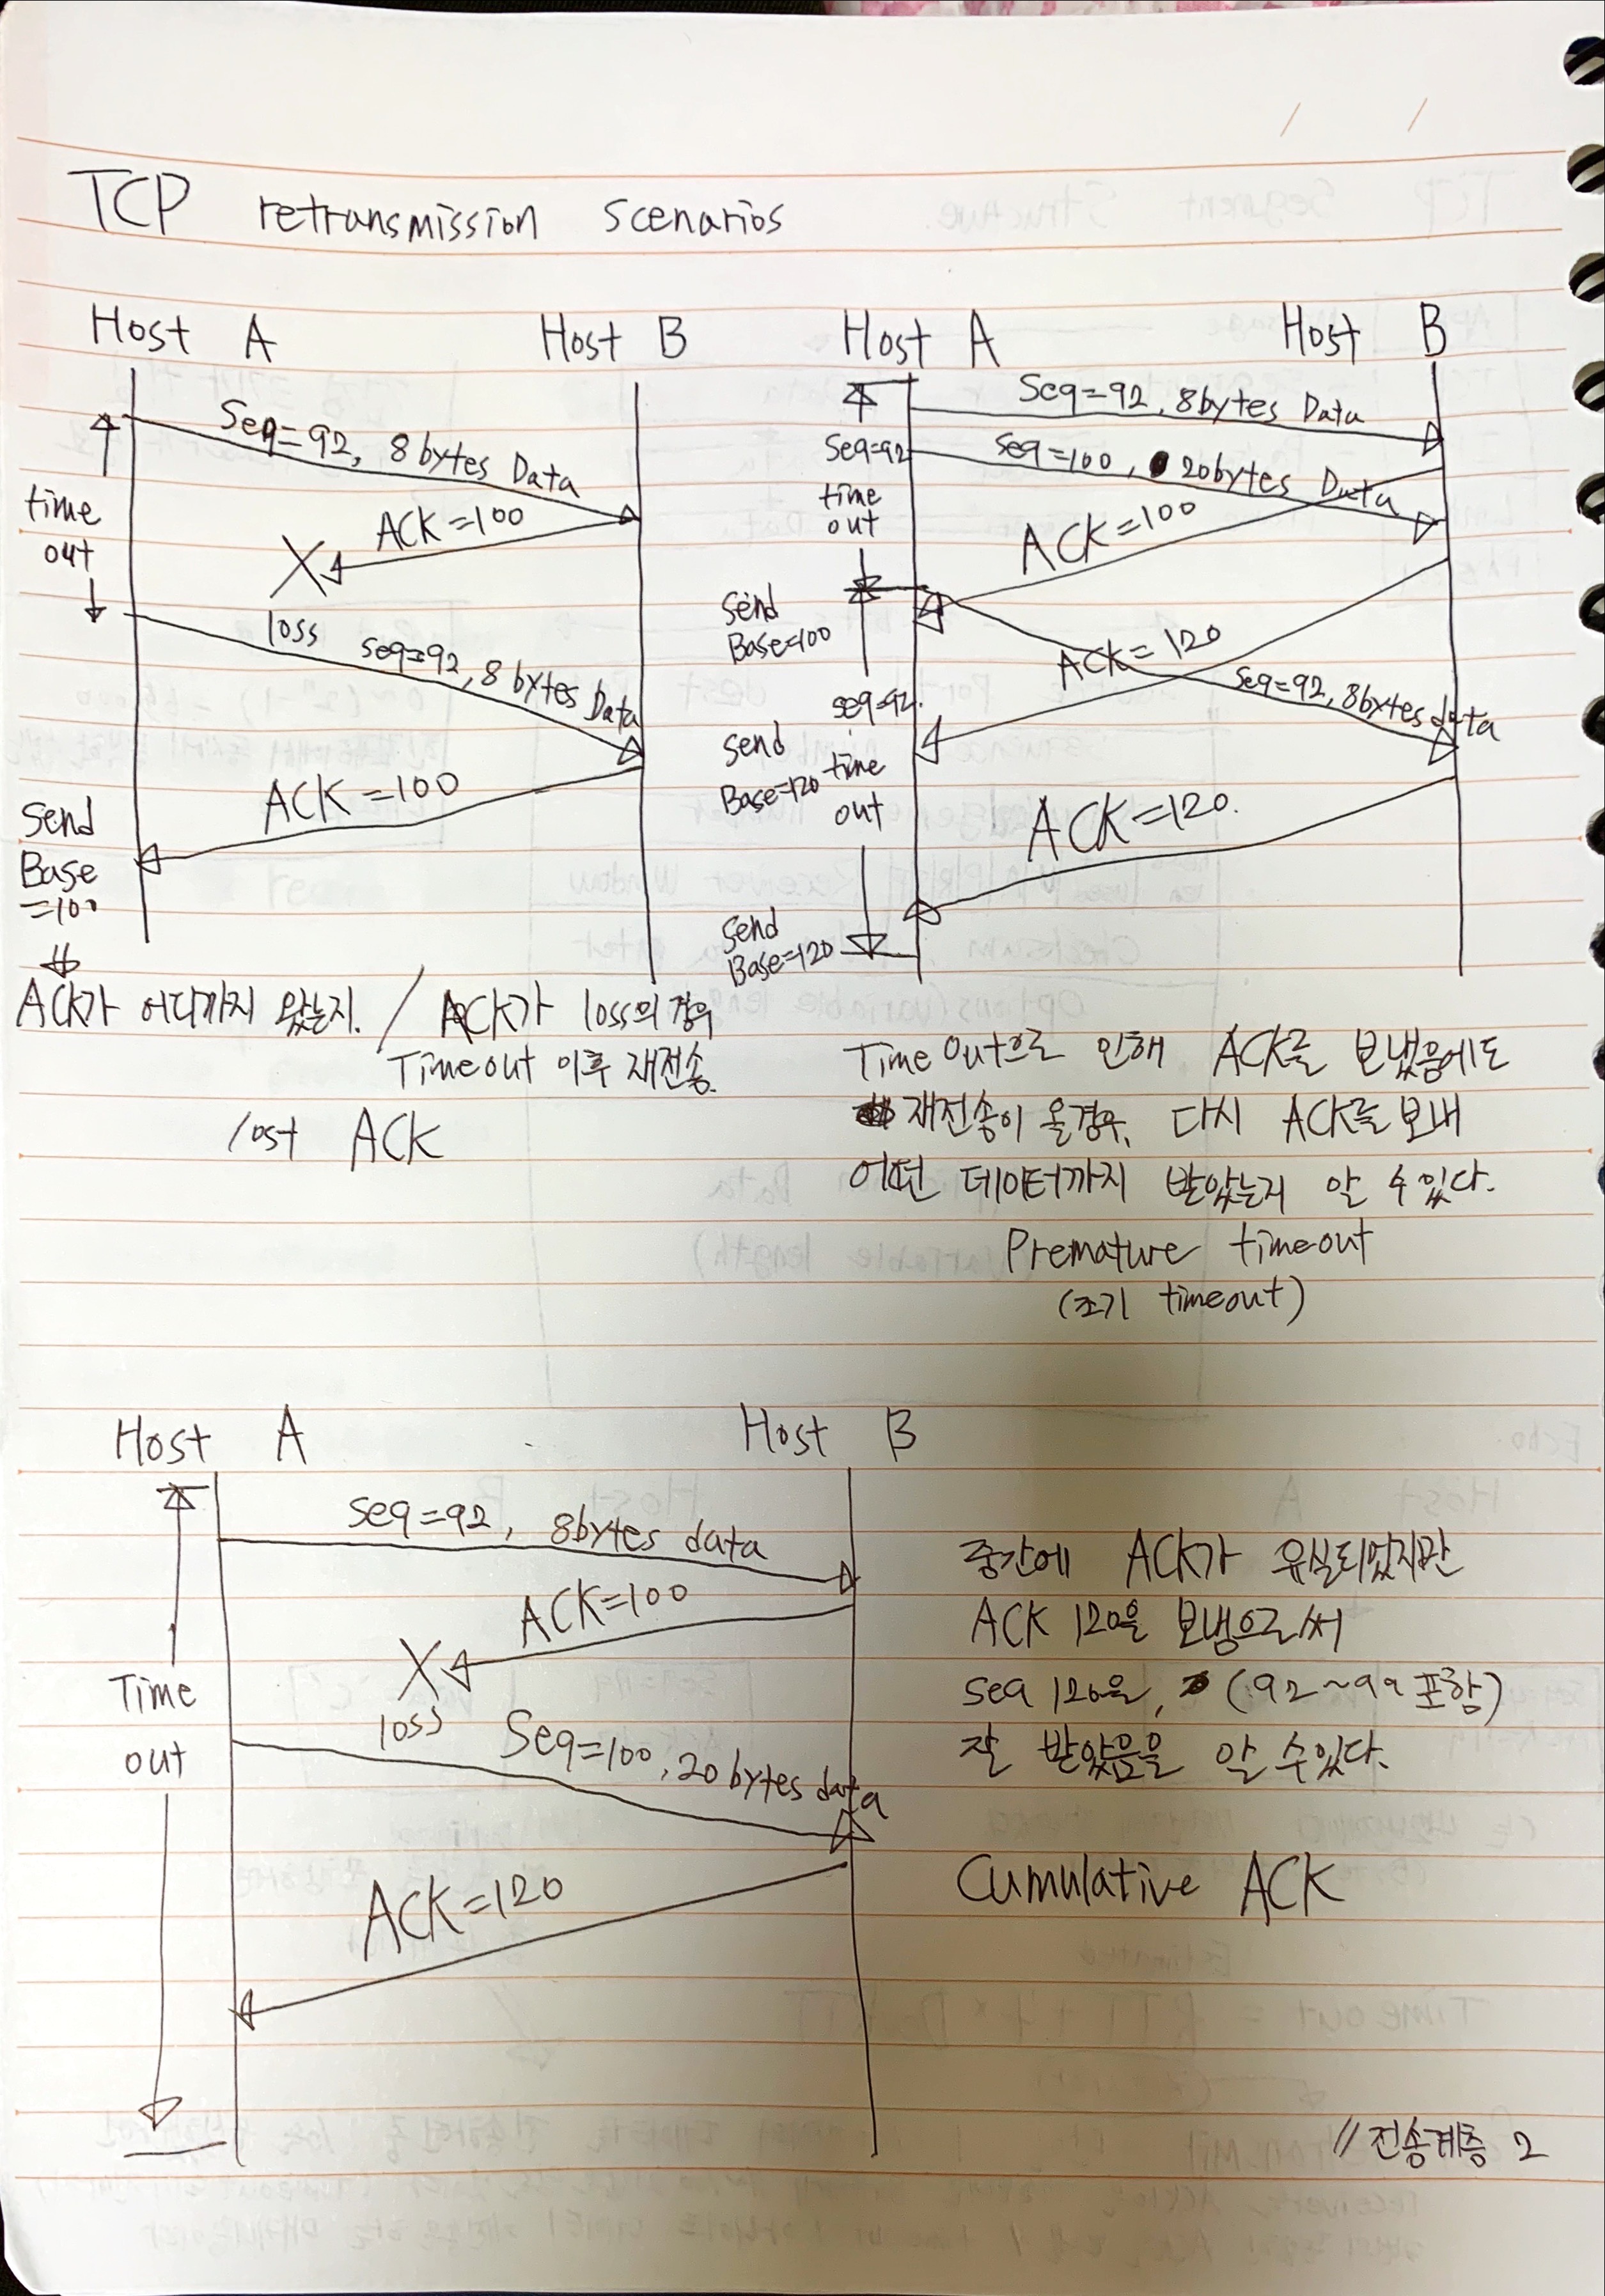 TCP retransmission scenarios
Host A Host B
Seq=92, 8bytes Data
time
out
ACK=100
X
loss
Seq=92, 8bytes Data
ACK=100
Send
Base
=100
ACK가 어디까지 왔는지. / ACK가 loss의 경우
Timeout 이후 재전송.
lost ACK
Host A Host B
Seq=92, 8bytes Data
Seq=92
time
out
Seq=100, 20bytes Data
ACK=100
Send
Base=100
ACK=120
Seq=92, 8bytes data
seq=92
time
out
Send
Base=120
ACK=120.
Send
Base=120
Time Out으로 인해 ACK를 보냈음에도
재전송이 올경우, 다시 ACK를 보내
어떤 데이터까지 받았는지 알 수 있다.
Premature timeout
(조기 timeout)
Host A Host B
Seq=92, 8bytes data
ACK=100
X
loss
Time
out
Seq=100, 20bytes data
ACK=120
중간에 ACK가 유실되었지만
ACK 120을 보냄으로써
Seq 120을, (92~99 포함)
잘 받았음을 알 수 있다.
Cumulative ACK
// 전송계층 2